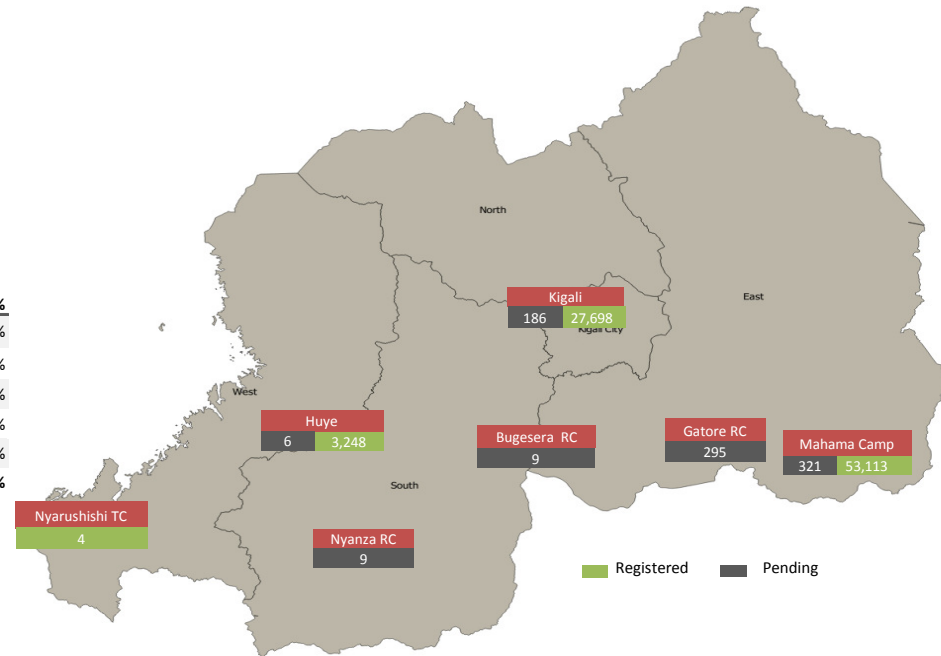 North
%
%
%
%
%
%
%
Kigali
186 27,698
Kigali City
East
West
Huye
6 3,248
Bugesera RC
9
Gatore RC
295
Mahama Camp
321 53,113
South
Nyarushishi TC
4
Nyanza RC
9
Registered Pending